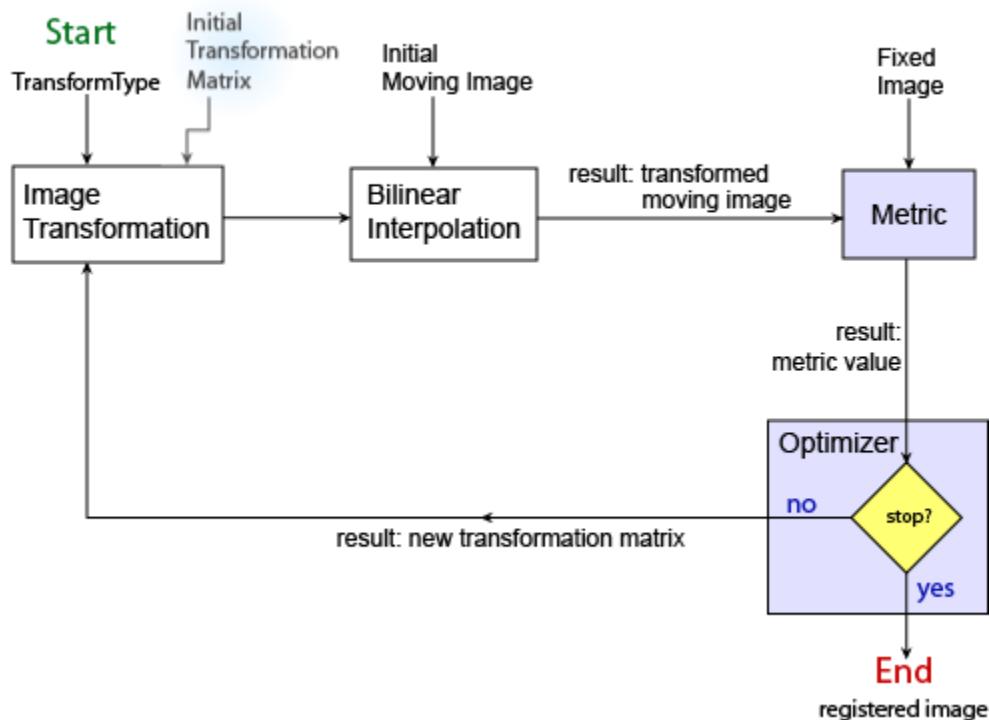 Start
TransformType
Initial
Transformation
Matrix
Initial
Moving Image
Fixed
Image
Image
Transformation
Bilinear
Interpolation
result: transformed
moving image
Metric
result:
metric value
Optimizer
no
stop?
yes
result: new transformation matrix
End
registered image